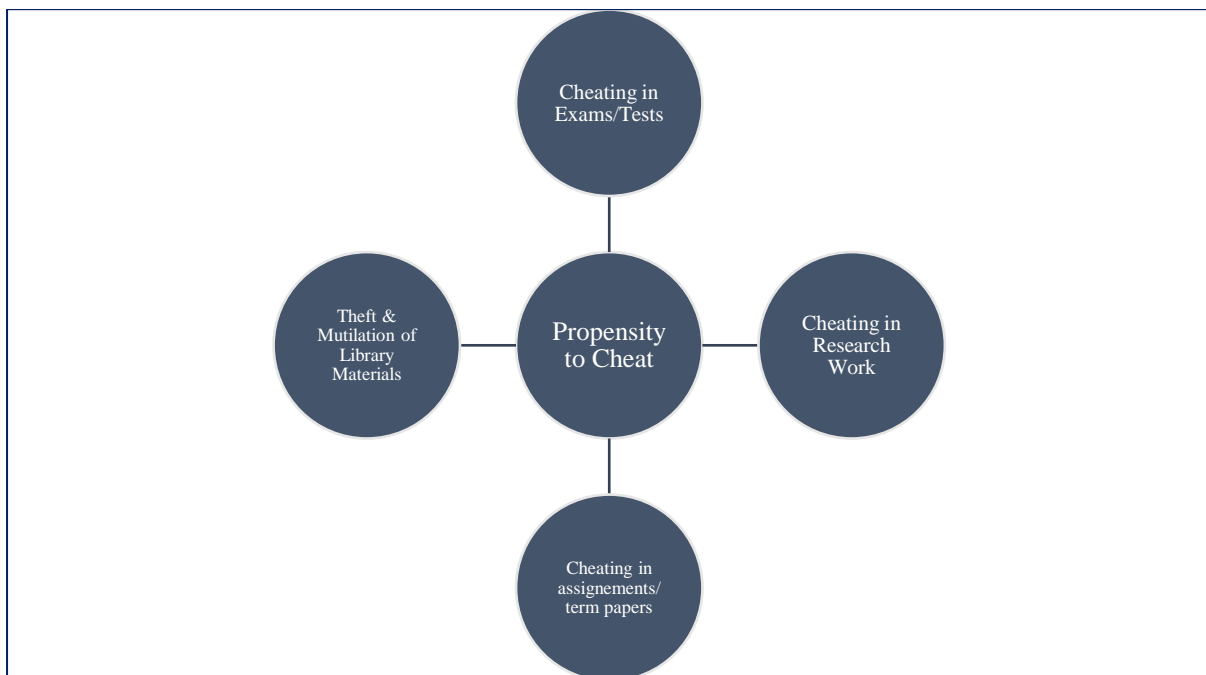 Cheating in
Exams/Tests
Theft &
Mutilation of
Library
Materials
Propensity
to Cheat
Cheating in
Research
Work
Cheating in
assignements/
term papers